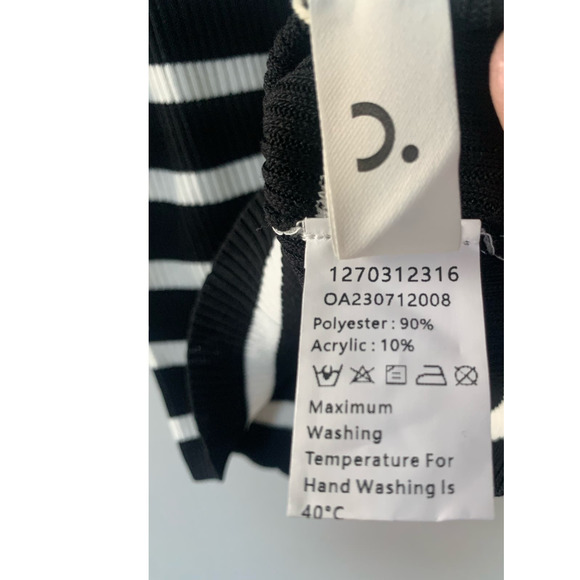 1270312316
OA230712008
Polyester : 90%
Acrylic : 10%
Maximum
Washing
Temperature For
Hand Washing Is
40°C